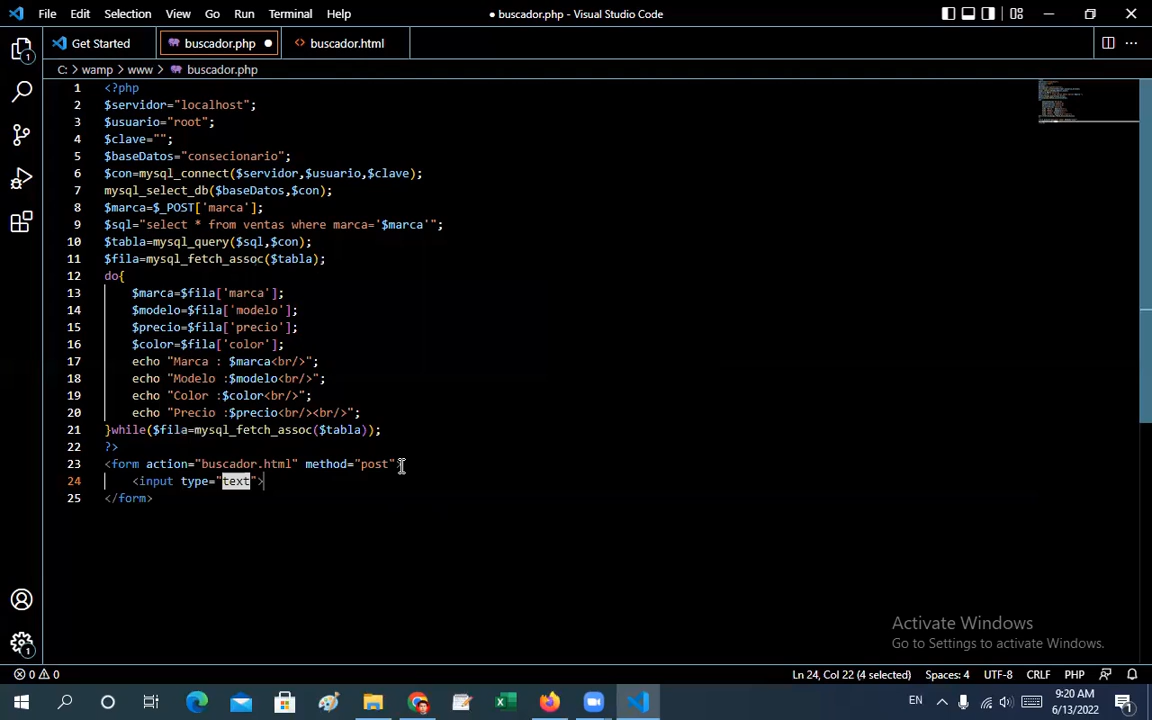 File Edit Selection View Go Run Terminal Help
● buscador.php - Visual Studio Code
Get Started
buscador.php ●
<> buscador.html
C: > wamp > www > buscador.php
1 <?php
2 $servidor="localhost";
3 $usuario="root";
4 $clave="";
5 $baseDatos="consecionario";
6 $con=mysql_connect($servidor,$usuario,$clave);
7 mysql_select_db($baseDatos,$con);
8 $marca=$_POST['marca'];
9 $sql="select * from ventas where marca='$marca'";
10 $tabla=mysql_query($sql,$con);
11 $fila=mysql_fetch_assoc($tabla);
12 do{
13 $marca=$fila['marca'];
14 $modelo=$fila['modelo'];
15 $precio=$fila['precio'];
16 $color=$fila['color'];
17 echo "Marca : $marca<br/>";
18 echo "Modelo :$modelo<br/>";
19 echo "Color :$color<br/>";
20 echo "Precio :$precio<br/><br/>";
21 }while($fila=mysql_fetch_assoc($tabla));
22 ?>
23 <form action="buscador.html" method="post">
24 <input type="text">
25 </form>
Activate Windows
Go to Settings to activate Windows.
0 0
Ln 24, Col 22 (4 selected) Spaces: 4 UTF-8 CRLF PHP
EN
9:20 AM
6/13/2022